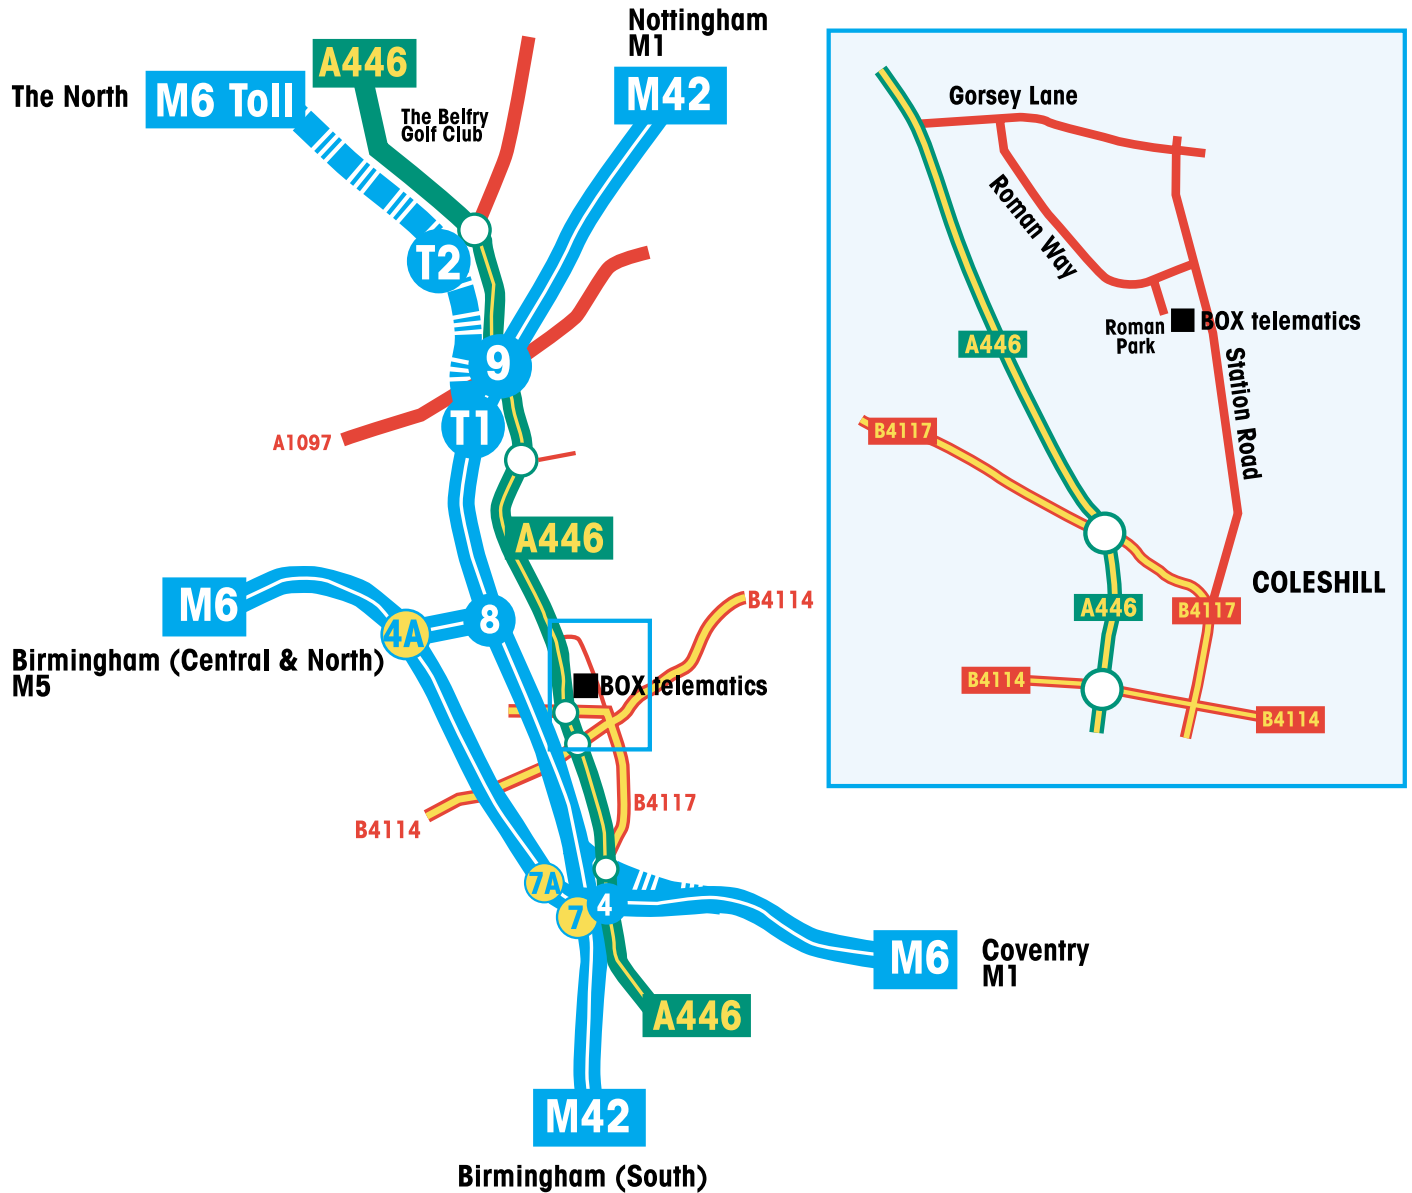 Nottingham
M1
A446
The North
M6 Toll
M42
The Belfry
Golf Club
T2
9
A1097
T1
A446
M6
8
4A
B4114
Birmingham (Central & North)
M5
BOX telematics
B4117
B4114
7A
7
4
M6
Coventry
M1
A446
M42
Birmingham (South)
Gorsey Lane
Roman Way
Roman
Park
BOX telematics
A446
Station Road
B4117
COLESHILL
A446
B4117
B4114
B4114